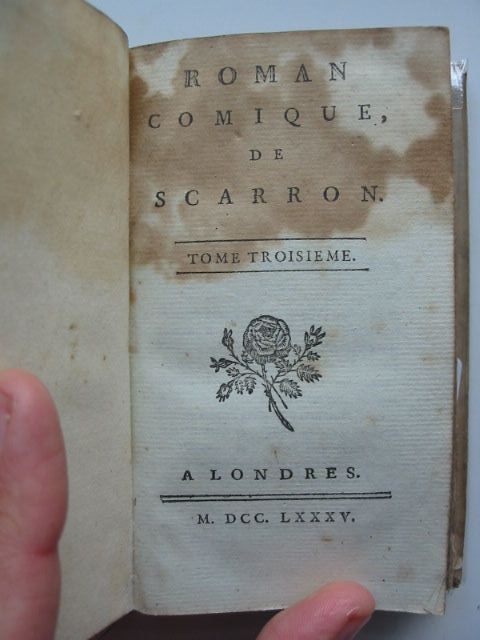 ROMAN
COMIQUE,
DE
SCARRON.
TOME TROISIEME.
A LONDRES.
M. DCC. LXXXV.